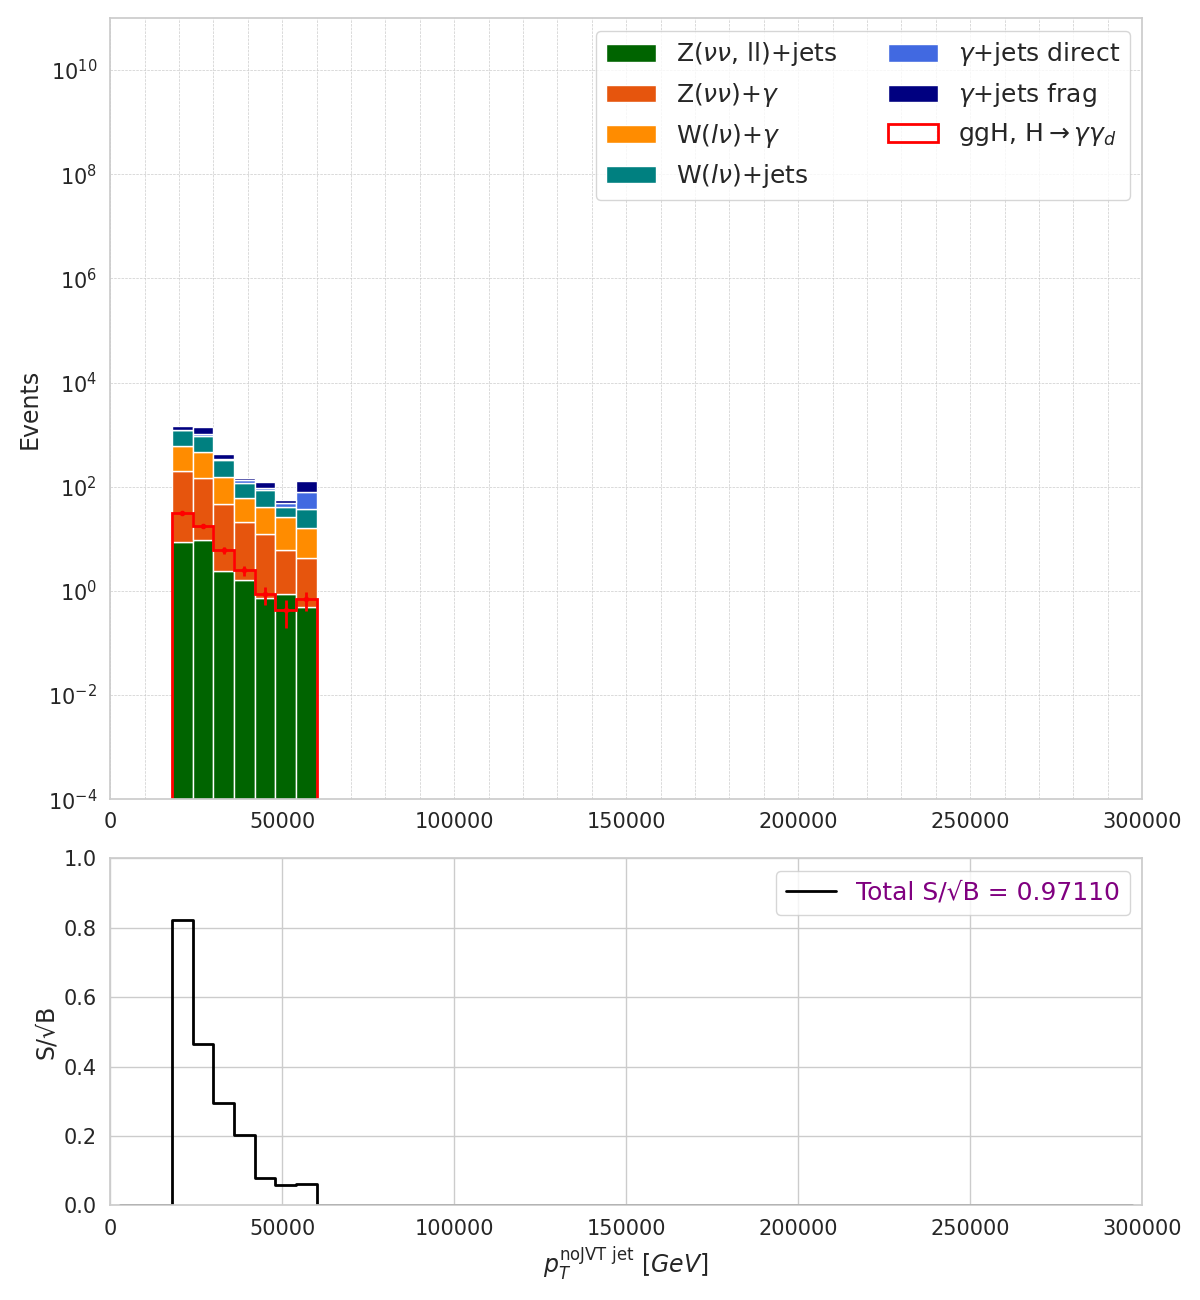 Z(νν, ll)+jets
Z(νν)+γ
W(lν)+γ
W(lν)+jets
γ+jets direct
γ+jets frag
ggH, H→γγ_d
Events
10^10
10^8
10^6
10^4
10^2
10^0
10^−2
10^−4
0 50000 100000 150000 200000 250000 300000
Total S/√B = 0.97110
S/√B
1.0
0.8
0.6
0.4
0.2
0.0
0 50000 100000 150000 200000 250000 300000
p_T^noJVT jet [GeV]